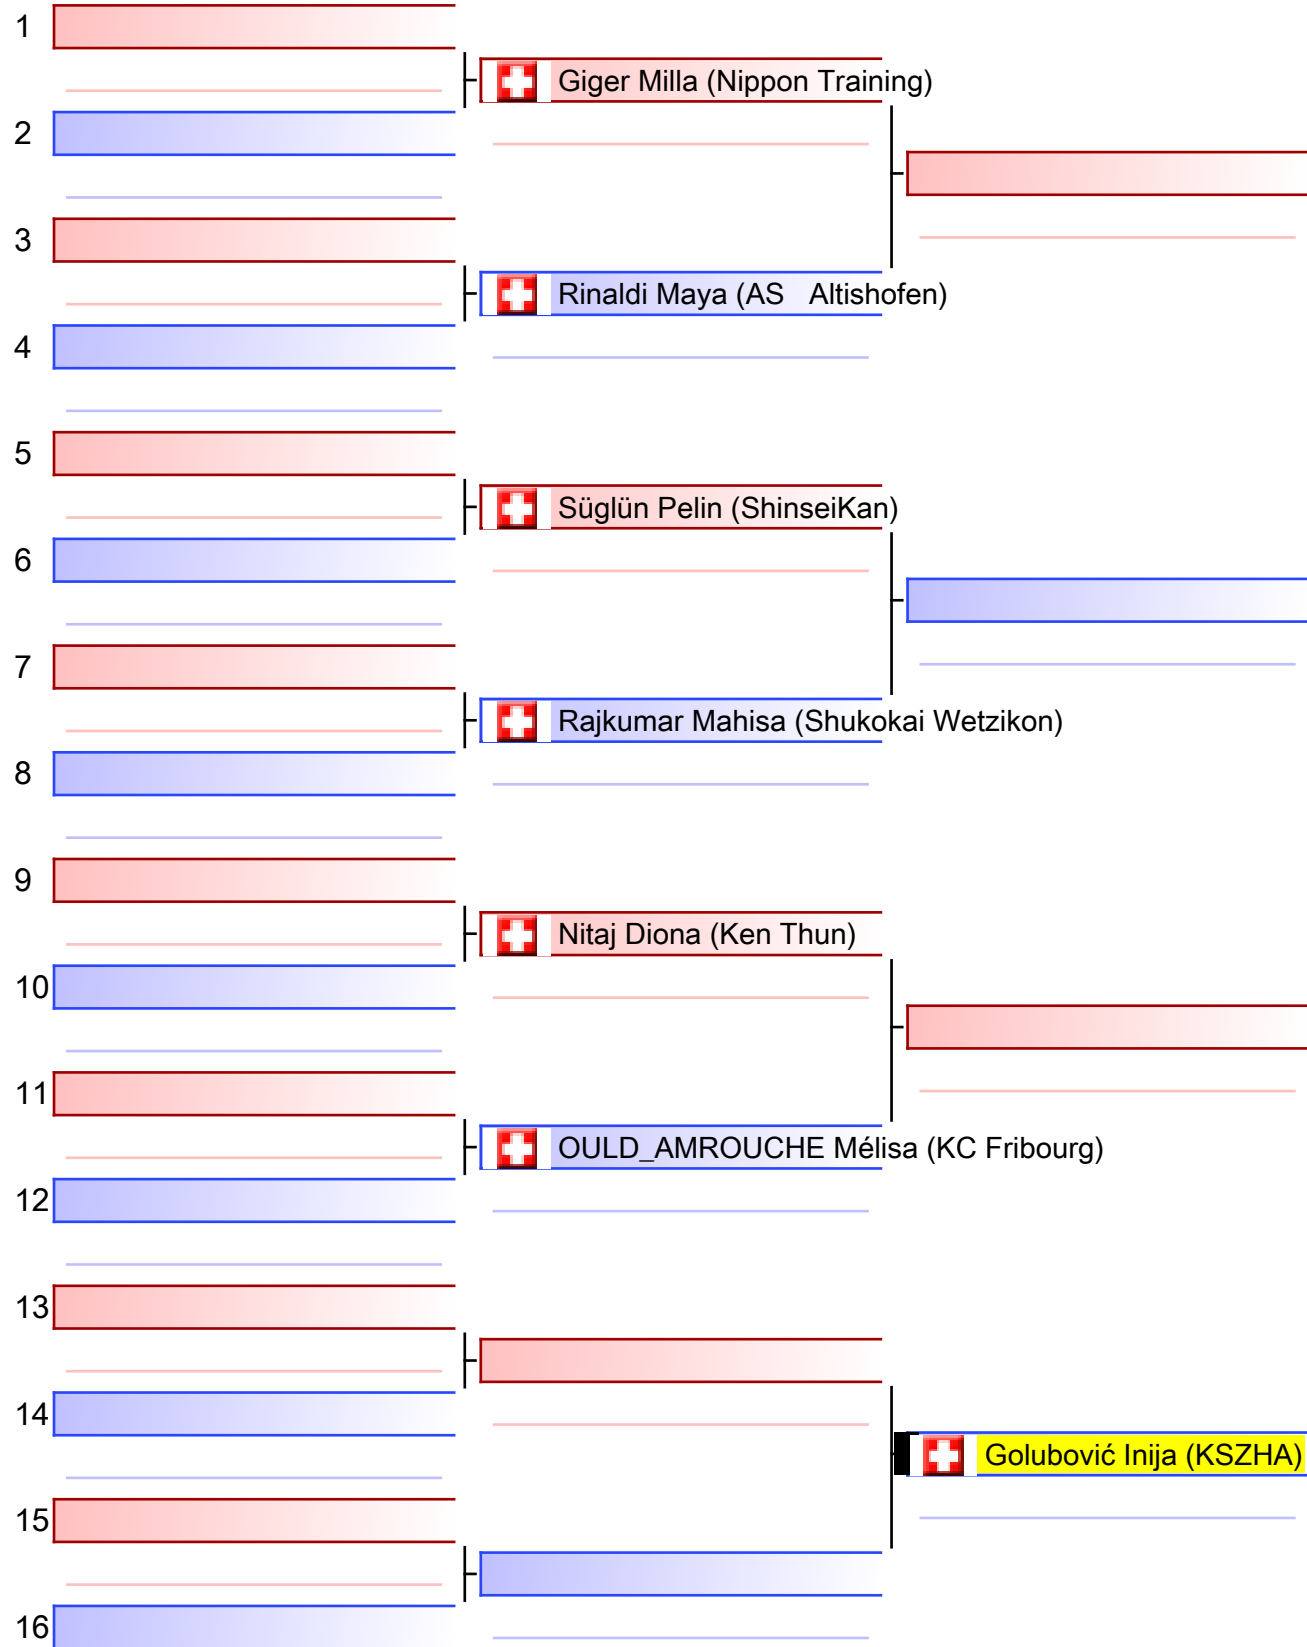 1
Giger Milla (Nippon Training)
2
3
Rinaldi Maya (AS Altishofen)
4
5
Süglün Pelin (ShinseiKan)
6
7
Rajkumar Mahisa (Shukokai Wetzikon)
8
9
Nitaj Diona (Ken Thun)
10
11
OULD_AMROUCHE Mélisa (KC Fribourg)
12
13
14
Golubović Inija (KSZHA)
15
16